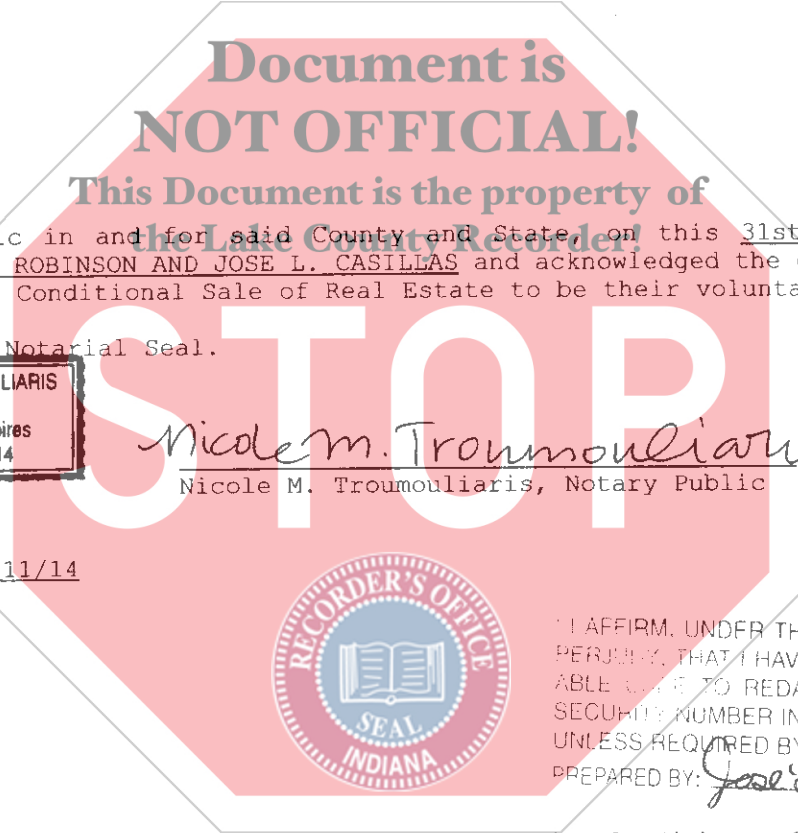 Document is
NOT OFFICIAL!
This Document is the property of
the Lake County Recorder!
ic in and for said County and State, on this 31st
ROBINSON AND JOSE L. CASILLAS and acknowledged the
Conditional Sale of Real Estate to be their volunta
Notarial Seal.
LIARIS
pires
14
STOP
Nicole M. Troumouliaris
Nicole M. Troumouliaris, Notary Public
11/14
RECORDER'S OFFICE
SEAL
INDIANA
I AFFIRM, UNDER TH
PERJURY, THAT I HAV
ABLE TO REDA
SECURITY NUMBER IN
UNLESS REQUIRED BY
PREPARED BY: Jose